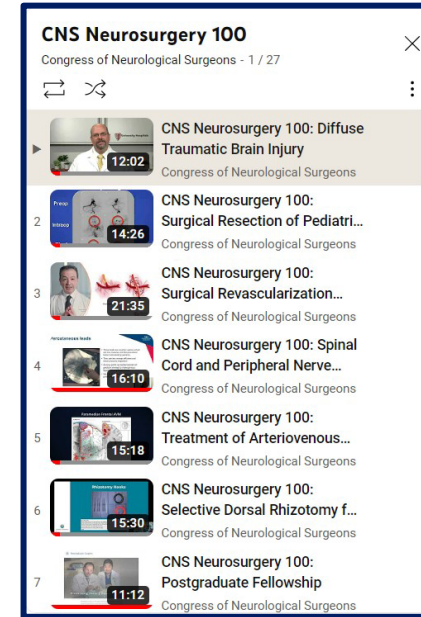 CNS Neurosurgery 100
Congress of Neurological Surgeons - 1 / 27
CNS Neurosurgery 100: Diffuse
Traumatic Brain Injury
Congress of Neurological Surgeons
12:02
2
CNS Neurosurgery 100:
Surgical Resection of Pediatri...
Congress of Neurological Surgeons
Preop
14:26
3
CNS Neurosurgery 100:
Surgical Revascularization...
Congress of Neurological Surgeons
21:35
4
CNS Neurosurgery 100: Spinal
Cord and Peripheral Nerve...
Congress of Neurological Surgeons
16:10
5
CNS Neurosurgery 100:
Treatment of Arteriovenous...
Congress of Neurological Surgeons
15:18
6
CNS Neurosurgery 100:
Selective Dorsal Rhizotomy f...
Congress of Neurological Surgeons
15:30
7
CNS Neurosurgery 100:
Postgraduate Fellowship
Congress of Neurological Surgeons
11:12